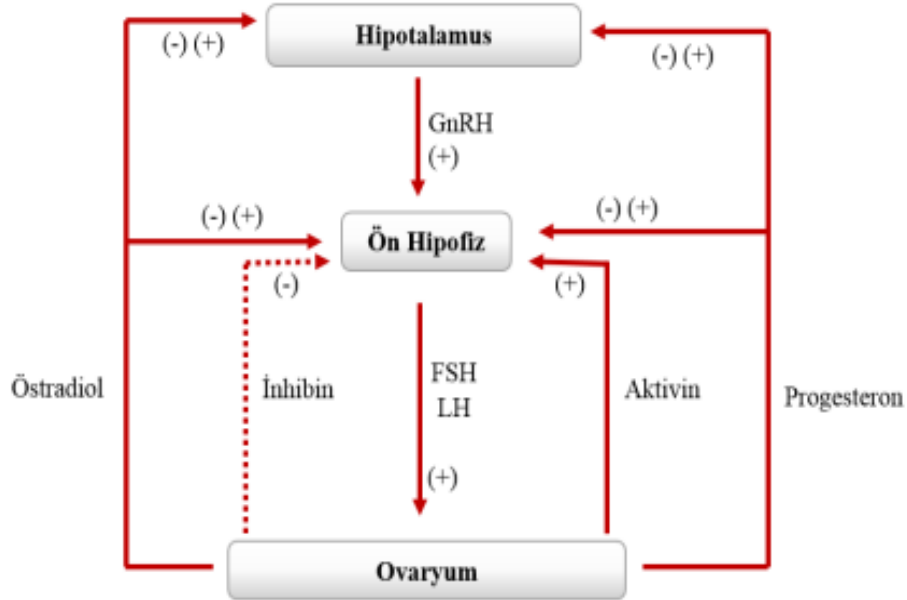 Hipotalamus
(-) (+)
(-) (+)
GnRH
(+)
(-) (+)
(-) (+)
Ön Hipofiz
(-)
(+)
Östradiol
İnhibin
FSH
LH
Aktivin
Progesteron
(+)
Ovaryum